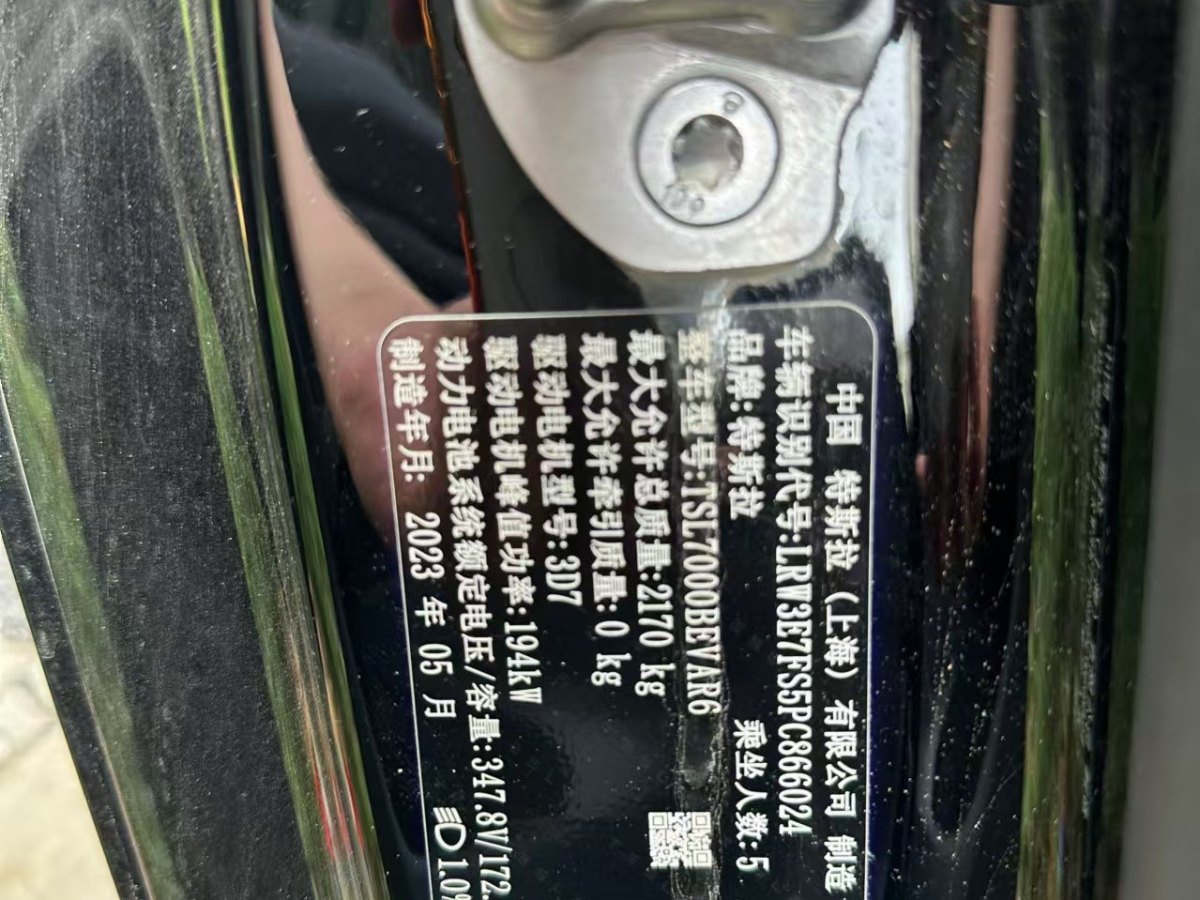 中国 特斯拉（上海）有限公司 制造
车辆识别代号:LRW3E7FS5PC866024
品牌:特斯拉 乘坐人数:5
整车型号:TSL7000BEVAR6
最大允许总质量:2170 kg
最大允许牵引质量: 0 kg
驱动电机型号:3D7
驱动电机峰值功率:194kW
动力电池系统额定电压/容量:347.8V/172.
制造年月: 2023 年 05 月 1.0%